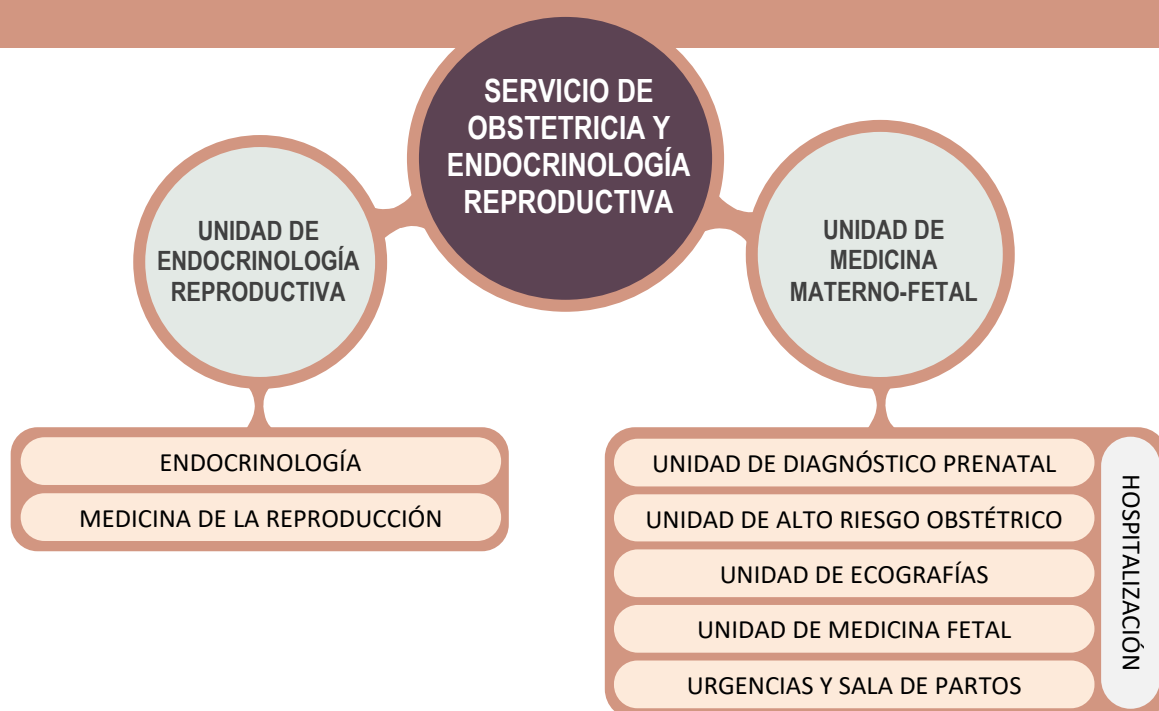 SERVICIO DE
OBSTETRICIA Y
ENDOCRINOLOGÍA
REPRODUCTIVA
UNIDAD DE
ENDOCRINOLOGÍA
REPRODUCTIVA
UNIDAD DE
MEDICINA
MATERNO-FETAL
ENDOCRINOLOGÍA
MEDICINA DE LA REPRODUCCIÓN
UNIDAD DE DIAGNÓSTICO PRENATAL
UNIDAD DE ALTO RIESGO OBSTÉTRICO
UNIDAD DE ECOGRAFÍAS
UNIDAD DE MEDICINA FETAL
URGENCIAS Y SALA DE PARTOS
HOSPITALIZACIÓN